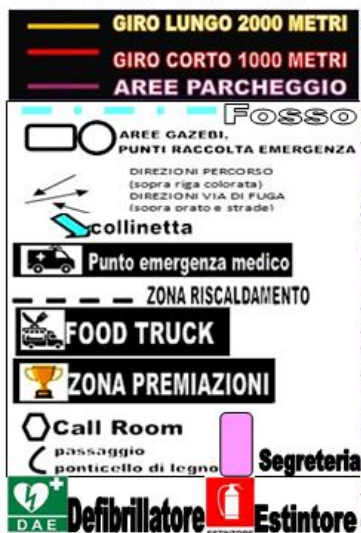 GIRO LUNGO 2000 METRI
GIRO CORTO 1000 METRI
AREE PARCHEGGIO
Fosso
AREE GAZEBI,
PUNTI RACCOLTA EMERGENZA
DIREZIONI PERCORSO
(sopra riga colorata)
DIREZIONI VIA DI FUGA
(sopra prato e strade)
collinetta
Punto emergenza medico
ZONA RISCALDAMENTO
FOOD TRUCK
ZONA PREMIAZIONI
Call Room
passaggio
ponticello di legno
Segreteria
DAE
Defibrillatore
ESTINTORE
Estintore